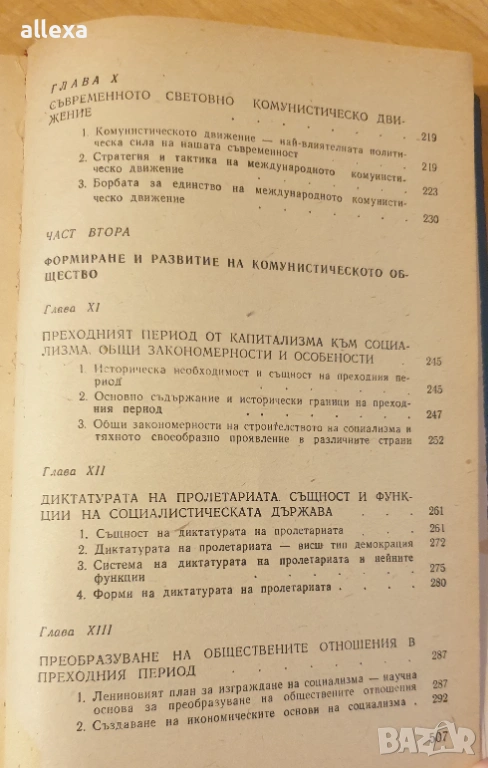 allexa
ГЛАВА X
СЪВРЕМЕННОТО СВЕТОВНО КОМУНИСТИЧЕСКО ДВИ-
ЖЕНИЕ . . . . . . . 219
1. Комунистическото движение — най-влиятелната полити-
ческа сила на нашата съвременност . . . . 219
2. Стратегия и тактика на международното комунисти-
ческо движение . . . . . . 223
3. Борбата за единство на международното комунисти-
ческо движение . . . . . . 230
ЧАСТ ВТОРА
ФОРМИРАНЕ И РАЗВИТИЕ НА КОМУНИСТИЧЕСКОТО ОБ-
ЩЕСТВО
Глава XI
ПРЕХОДНИЯТ ПЕРИОД ОТ КАПИТАЛИЗМА КЪМ СОЦИА-
ЛИЗМА. ОБЩИ ЗАКОНОМЕРНОСТИ И ОСОБЕНОСТИ 245
1. Историческа необходимост и същност на преходния пе-
риод . . . . . . . 245
2. Основно съдържание и исторически граници на преход-
ния период . . . . . . 247
3. Общи закономерности на строителството на социализма и
тяхното своеобразно проявление в различните страни 252
Глава XII
ДИКТАТУРАТА НА ПРОЛЕТАРИАТА. СЪЩНОСТ И ФУНК-
ЦИИ НА СОЦИАЛИСТИЧЕСКАТА ДЪРЖАВА . . . 261
1. Същност на диктатурата на пролетариата . . . 261
2. Диктатурата на пролетариата — висш тип демокрация 272
3. Система на диктатурата на пролетариата и нейните
функции . . . . . . . 275
4. Форми на диктатурата на пролетариата . . . 280
Глава XIII
ПРЕОБРАЗУВАНЕ НА ОБЩЕСТВЕНИТЕ ОТНОШЕНИЯ В
ПРЕХОДНИЯ ПЕРИОД . . . . . 287
1. Лениновият план за изграждане на социализма — научна
основа за преобразуване на обществените отношения 287
2. Създаване на икономическите основи на социализма . 292
507
BAZAR
bg